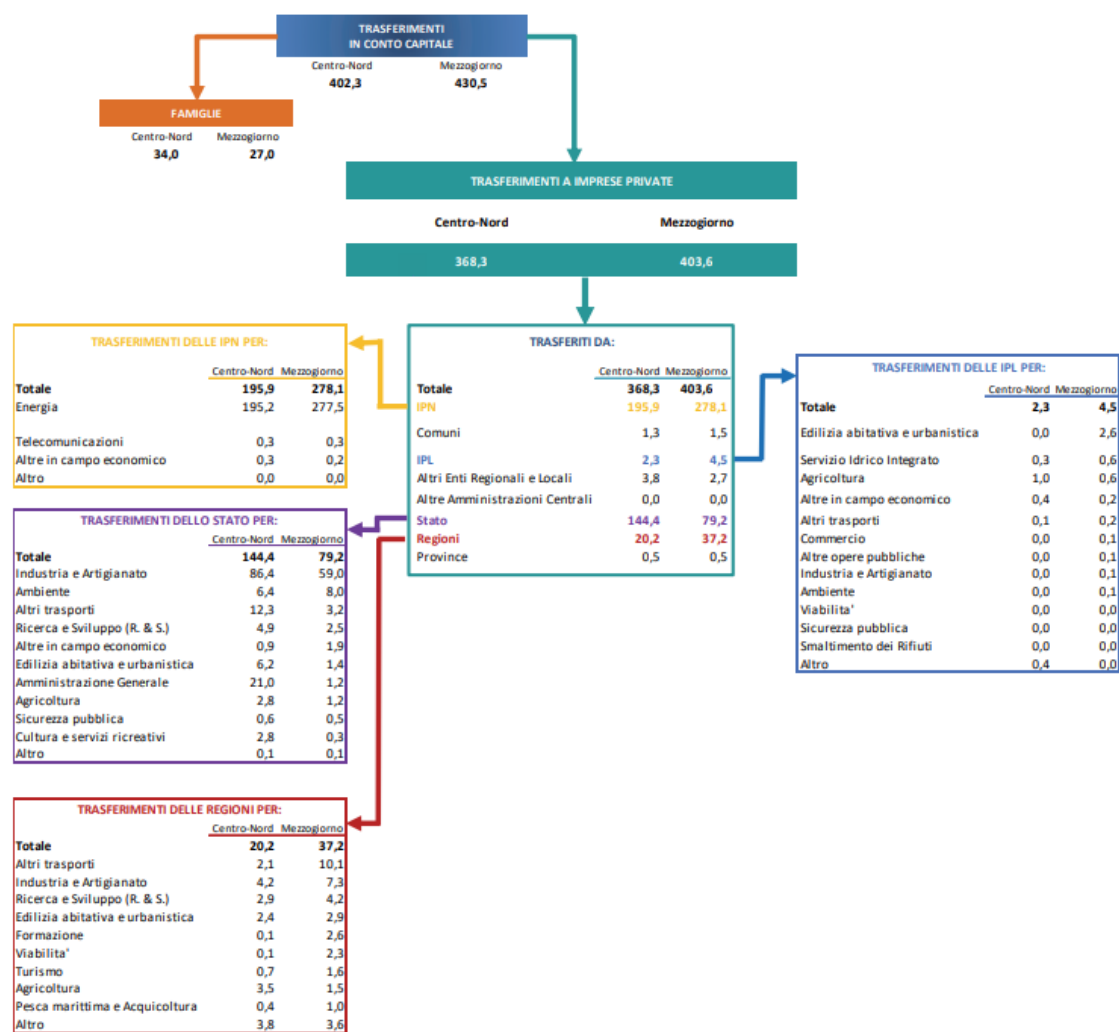 TRASFERIMENTI
IN CONTO CAPITALE
Centro-Nord Mezzogiorno
402,3 430,5
FAMIGLIE
Centro-Nord Mezzogiorno
34,0 27,0
TRASFERIMENTI A IMPRESE PRIVATE
Centro-Nord Mezzogiorno
368,3 403,6
TRASFERIMENTI DELLE IPN PER:
Centro-Nord Mezzogiorno
Totale 195,9 278,1
Energia 195,2 277,5
Telecomunicazioni 0,3 0,3
Altre in campo economico 0,3 0,2
Altro 0,0 0,0
TRASFERITI DA:
Centro-Nord Mezzogiorno
Totale 368,3 403,6
IPN 195,9 278,1
Comuni 1,3 1,5
IPL 2,3 4,5
Altri Enti Regionali e Locali 3,8 2,7
Altre Amministrazioni Centrali 0,0 0,0
Stato 144,4 79,2
Regioni 20,2 37,2
Province 0,5 0,5
TRASFERIMENTI DELLE IPL PER:
Centro-Nord Mezzogiorno
Totale 2,3 4,5
Edilizia abitativa e urbanistica 0,0 2,6
Servizio Idrico Integrato 0,3 0,6
Agricoltura 1,0 0,6
Altre in campo economico 0,4 0,2
Altri trasporti 0,1 0,2
Commercio 0,0 0,1
Altre opere pubbliche 0,0 0,1
Industria e Artigianato 0,0 0,1
Ambiente 0,0 0,1
Viabilita' 0,0 0,0
Sicurezza pubblica 0,0 0,0
Smaltimento dei Rifiuti 0,0 0,0
Altro 0,4 0,0
TRASFERIMENTI DELLO STATO PER:
Centro-Nord Mezzogiorno
Totale 144,4 79,2
Industria e Artigianato 86,4 59,0
Ambiente 6,4 8,0
Altri trasporti 12,3 3,2
Ricerca e Sviluppo (R. & S.) 4,9 2,5
Altre in campo economico 0,9 1,9
Edilizia abitativa e urbanistica 6,2 1,4
Amministrazione Generale 21,0 1,2
Agricoltura 2,8 1,2
Sicurezza pubblica 0,6 0,5
Cultura e servizi ricreativi 2,8 0,3
Altro 0,1 0,1
TRASFERIMENTI DELLE REGIONI PER:
Centro-Nord Mezzogiorno
Totale 20,2 37,2
Altri trasporti 2,1 10,1
Industria e Artigianato 4,2 7,3
Ricerca e Sviluppo (R. & S.) 2,9 4,2
Edilizia abitativa e urbanistica 2,4 2,9
Formazione 0,1 2,6
Viabilita' 0,1 2,3
Turismo 0,7 1,6
Agricoltura 3,5 1,5
Pesca marittima e Acquicoltura 0,4 1,0
Altro 3,8 3,6